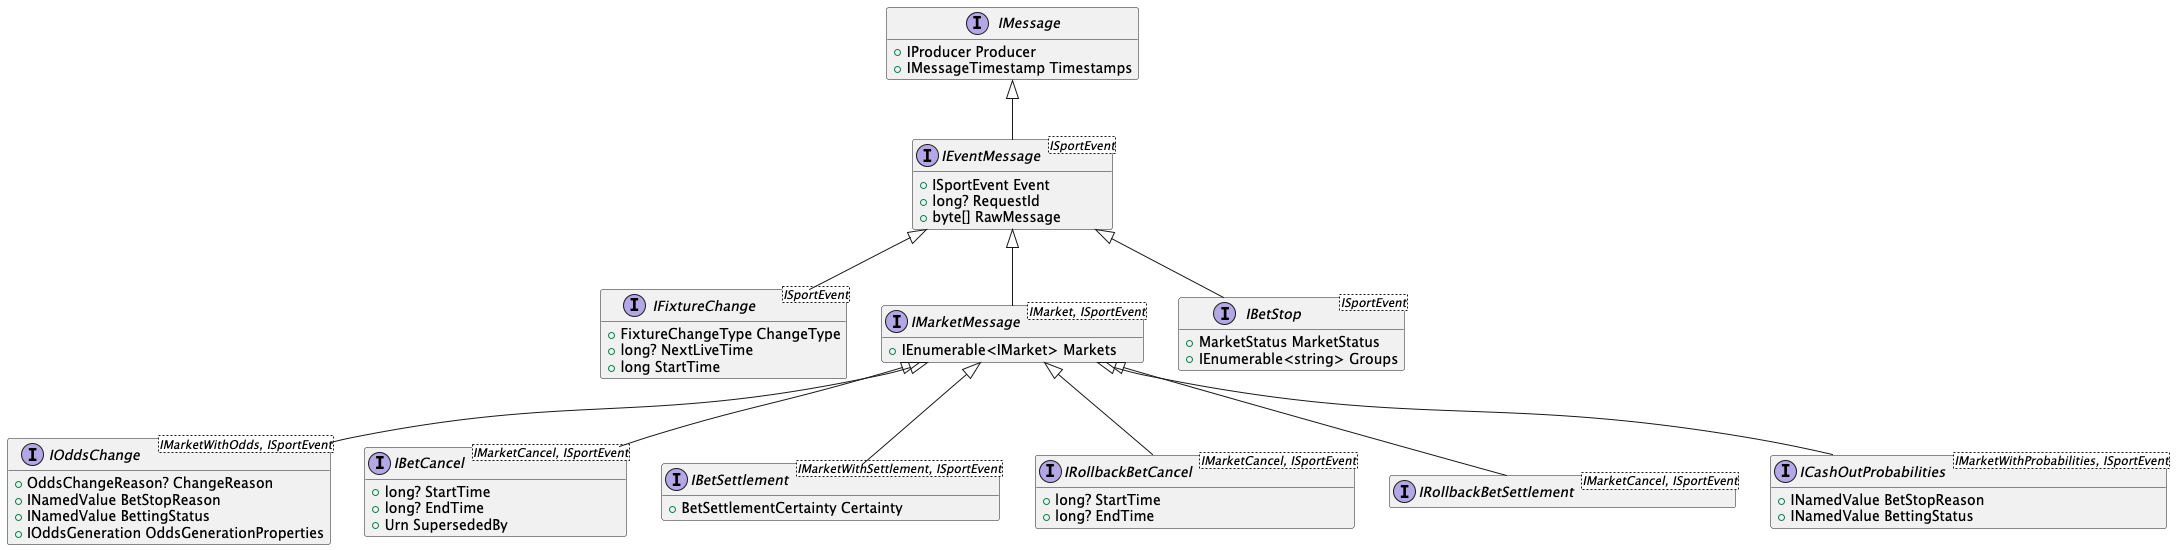 I IMessage
IProducer Producer
IMessageTimestamp Timestamps
I IEventMessage ISportEvent
ISportEvent Event
long? RequestId
byte[] RawMessage
I IFixtureChange ISportEvent
FixtureChangeType ChangeType
long? NextLiveTime
long StartTime
I IMarketMessage IMarket, ISportEvent
IEnumerable<IMarket> Markets
I IBetStop ISportEvent
MarketStatus MarketStatus
IEnumerable<string> Groups
I IOddsChange IMarketWithOdds, ISportEvent
OddsChangeReason? ChangeReason
INamedValue BetStopReason
INamedValue BettingStatus
IOddsGeneration OddsGenerationProperties
I IBetCancel IMarketCancel, ISportEvent
long? StartTime
long? EndTime
Urn SupersededBy
I IBetSettlement IMarketWithSettlement, ISportEvent
BetSettlementCertainty Certainty
I IRollbackBetCancel IMarketCancel, ISportEvent
long? StartTime
long? EndTime
I IRollbackBetSettlement IMarketCancel, ISportEvent
I ICashOutProbabilities IMarketWithProbabilities, ISportEvent
INamedValue BetStopReason
INamedValue BettingStatus